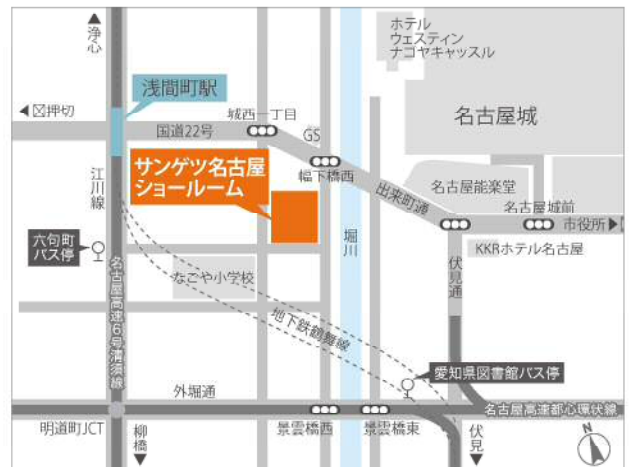 ▲浄心
ホテル
ウェスティン
ナゴヤキャッスル
浅間町駅
◀〼押切
城西一丁目
国道22号
GS
名古屋城
サンゲツ名古屋
ショールーム
幅下橋西
江川線
出来町通
名古屋能楽堂
名古屋城前
市役所▶
六句町
バス停
堀川
KKRホテル名古屋
伏見通
なごや小学校
名古屋高速6号清須線
地下鉄鶴舞線
愛知県図書館バス停
外堀通
名古屋高速都心環状線
明道町JCT
柳橋▼
景雲橋西
景雲橋東
伏見▼
N